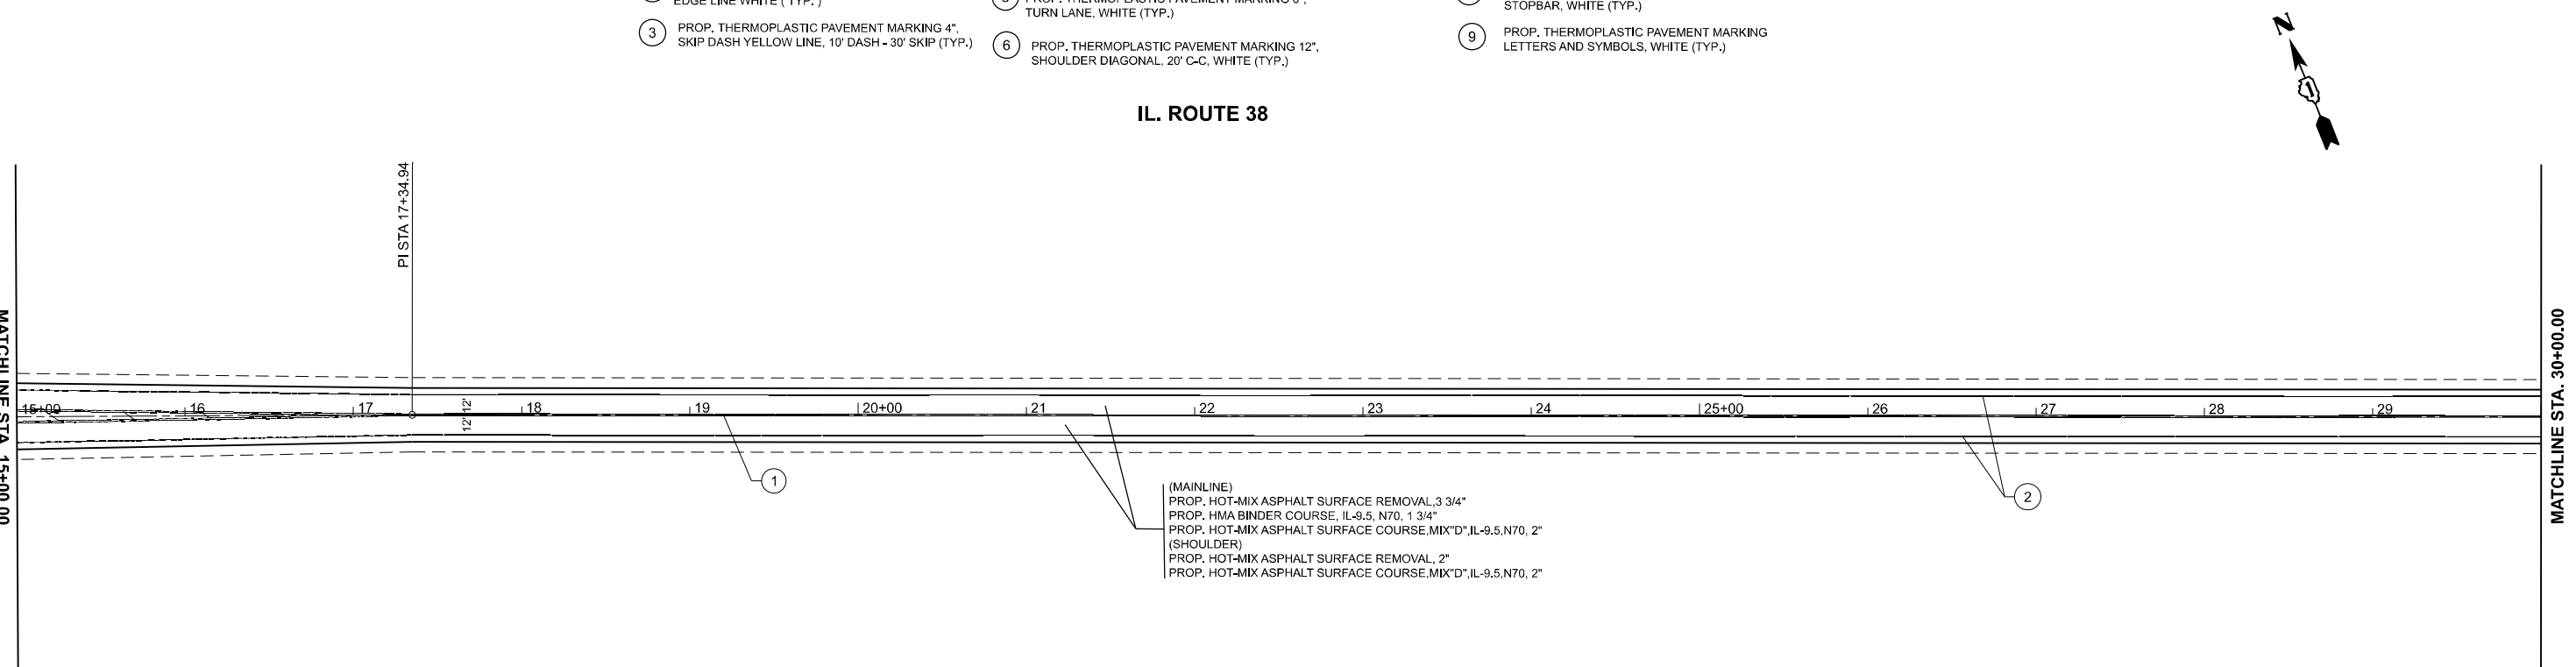 EDGE LINE WHITE ( TYP. )
3 PROP. THERMOPLASTIC PAVEMENT MARKING 4",
SKIP DASH YELLOW LINE, 10' DASH - 30' SKIP (TYP.)
TURN LANE, WHITE (TYP.)
6 PROP. THERMOPLASTIC PAVEMENT MARKING 12",
SHOULDER DIAGONAL, 20' C-C, WHITE (TYP.)
STOPBAR, WHITE (TYP.)
9 PROP. THERMOPLASTIC PAVEMENT MARKING
LETTERS AND SYMBOLS, WHITE (TYP.)
N
IL. ROUTE 38
PI STA 17+34.94
MATCHLINE STA. 15+00.00
15+00 16 17 18 19 20+00 21 22 23 24 25+00 26 27 28 29
12' 12'
MATCHLINE STA. 30+00.00
1
2
(MAINLINE)
PROP. HOT-MIX ASPHALT SURFACE REMOVAL,3 3/4"
PROP. HMA BINDER COURSE, IL-9.5, N70, 1 3/4"
PROP. HOT-MIX ASPHALT SURFACE COURSE,MIX"D",IL-9.5,N70, 2"
(SHOULDER)
PROP. HOT-MIX ASPHALT SURFACE REMOVAL, 2"
PROP. HOT-MIX ASPHALT SURFACE COURSE,MIX"D",IL-9.5,N70, 2"